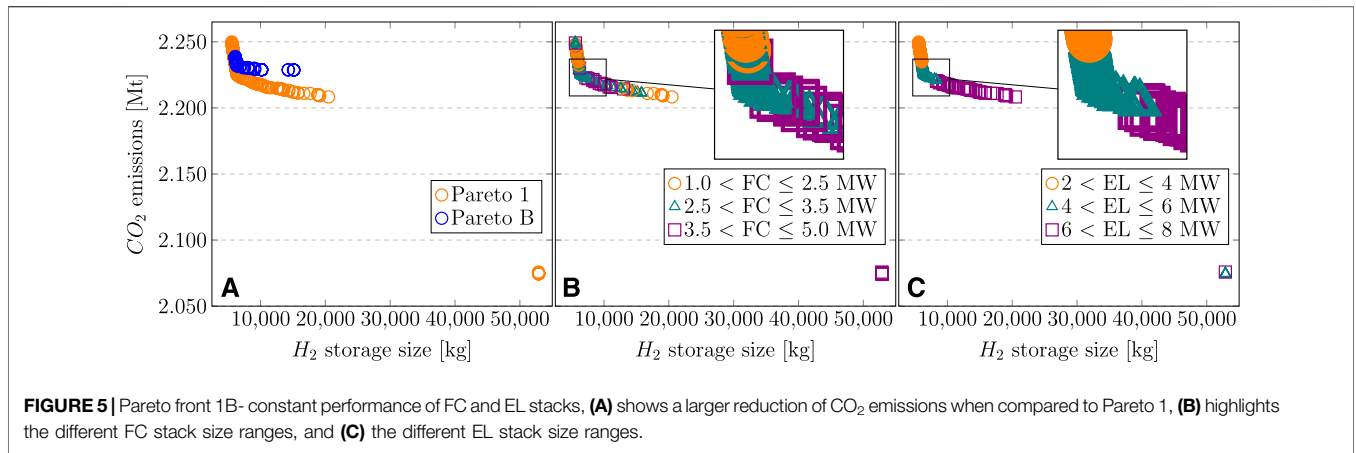 2.250
2.200
2.150
2.100
2.050
CO2 emissions [Mt]
Pareto 1
Pareto B
A
10,000 20,000 30,000 40,000 50,000
H2 storage size [kg]
1.0 < FC ≤ 2.5 MW
2.5 < FC ≤ 3.5 MW
3.5 < FC ≤ 5.0 MW
B
10,000 20,000 30,000 40,000 50,000
H2 storage size [kg]
2 < EL ≤ 4 MW
4 < EL ≤ 6 MW
6 < EL ≤ 8 MW
C
10,000 20,000 30,000 40,000 50,000
H2 storage size [kg]
FIGURE 5 | Pareto front 1B- constant performance of FC and EL stacks, (A) shows a larger reduction of CO2 emissions when compared to Pareto 1, (B) highlights
the different FC stack size ranges, and (C) the different EL stack size ranges.